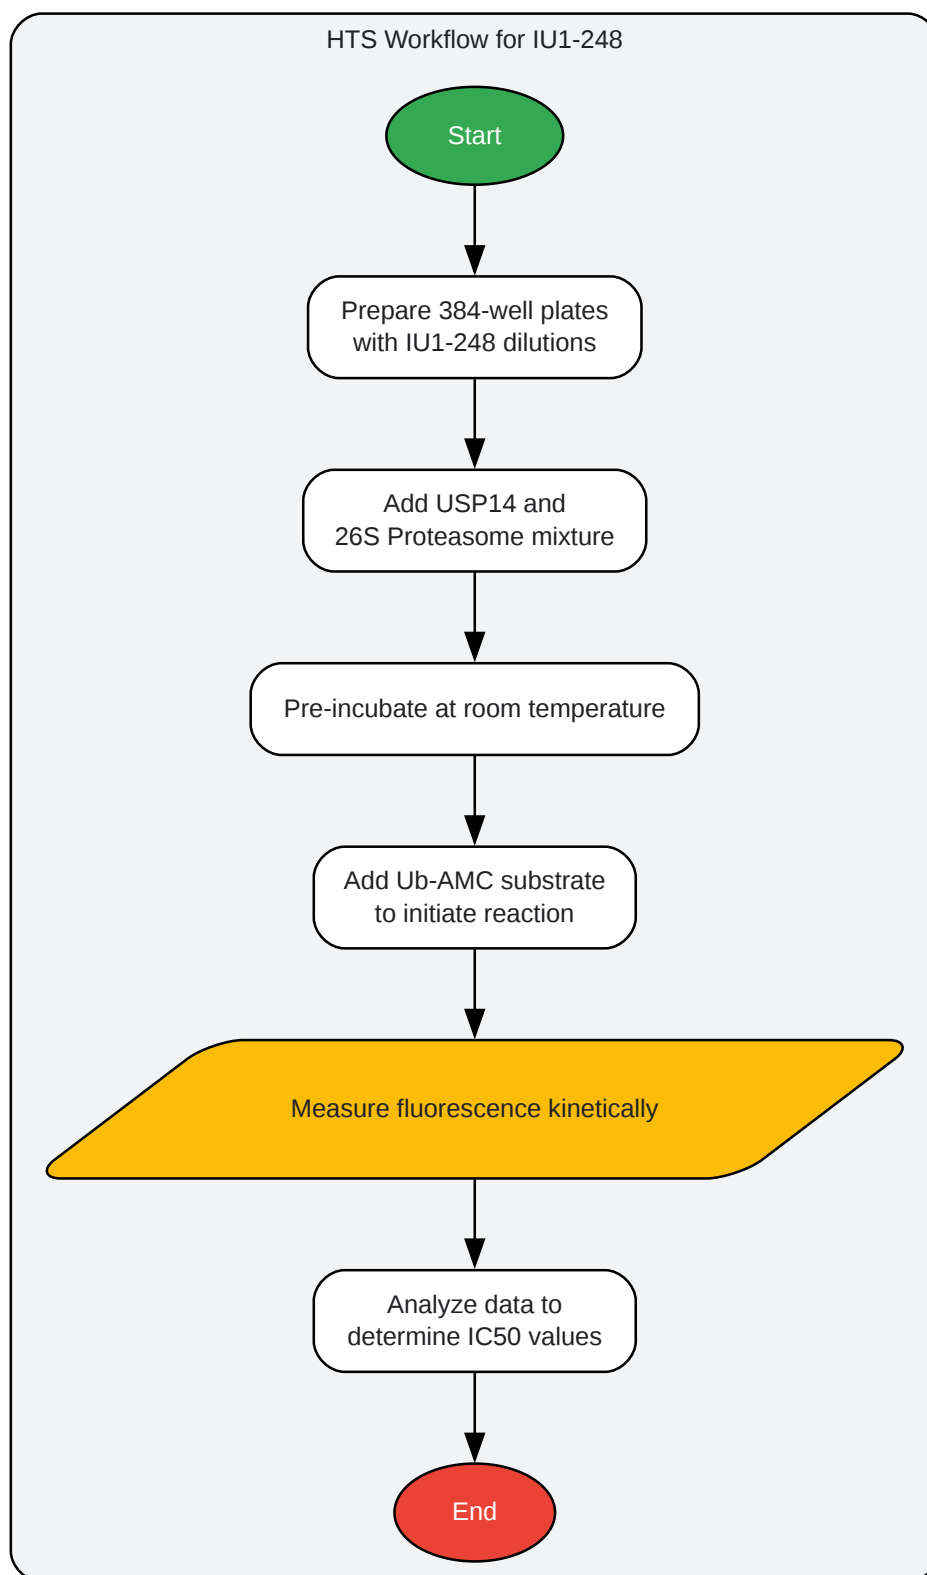 HTS Workflow for IU1-248
Start
Prepare 384-well plates
with IU1-248 dilutions
Add USP14 and
26S Proteasome mixture
Pre-incubate at room temperature
Add Ub-AMC substrate
to initiate reaction
Measure fluorescence kinetically
Analyze data to
determine IC50 values
End